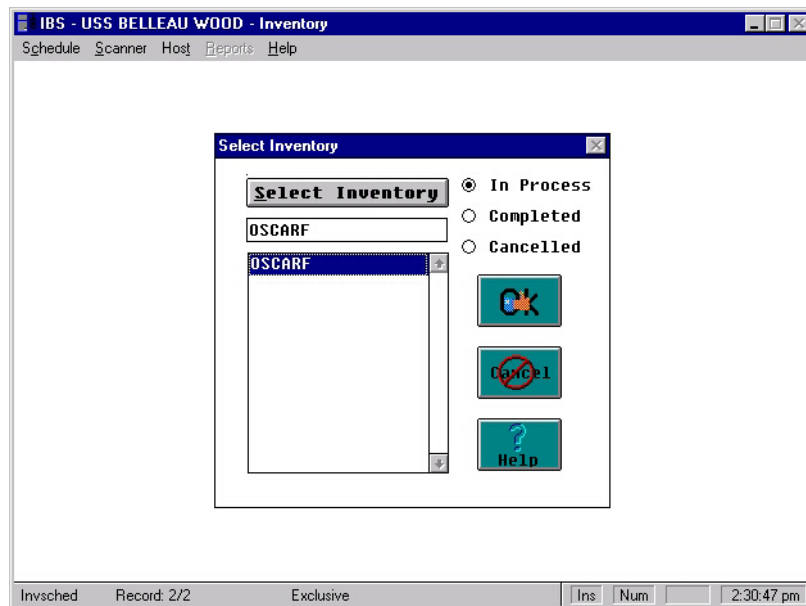 IBS - USS BELLEAU WOOD - Inventory
Schedule Scanner Host Reports Help
Select Inventory
Select Inventory
In Process
OSCARF
Completed
Cancelled
OSCARF
Ok
Cancel
?
Help
Invsched Record: 2/2 Exclusive Ins Num 2:30:47 pm